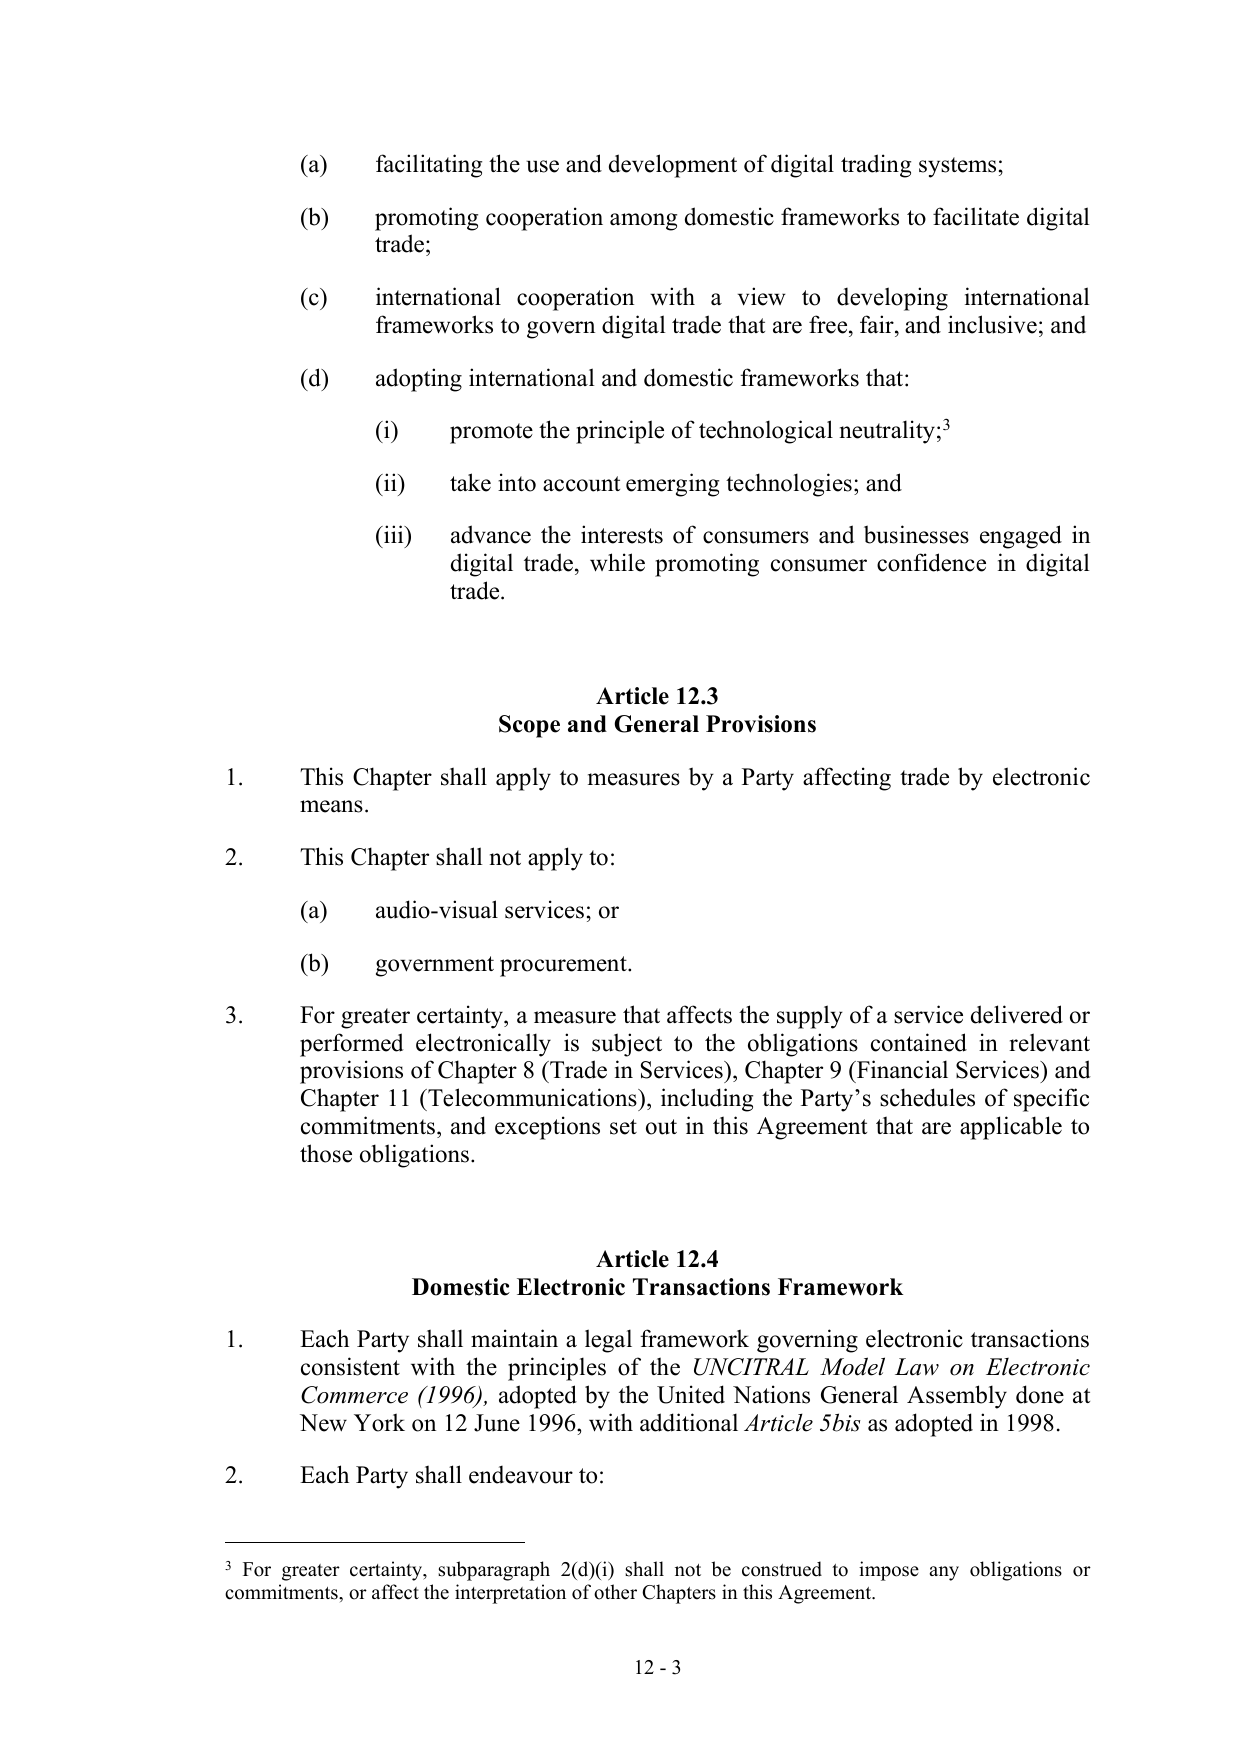 (a) facilitating the use and development of digital trading systems;
(b) promoting cooperation among domestic frameworks to facilitate digital
trade;
(c) international cooperation with a view to developing international
frameworks to govern digital trade that are free, fair, and inclusive; and
(d) adopting international and domestic frameworks that:
(i) promote the principle of technological neutrality;³
(ii) take into account emerging technologies; and
(iii) advance the interests of consumers and businesses engaged in
digital trade, while promoting consumer confidence in digital
trade.
Article 12.3
Scope and General Provisions
1. This Chapter shall apply to measures by a Party affecting trade by electronic
means.
2. This Chapter shall not apply to:
(a) audio-visual services; or
(b) government procurement.
3. For greater certainty, a measure that affects the supply of a service delivered or
performed electronically is subject to the obligations contained in relevant
provisions of Chapter 8 (Trade in Services), Chapter 9 (Financial Services) and
Chapter 11 (Telecommunications), including the Party’s schedules of specific
commitments, and exceptions set out in this Agreement that are applicable to
those obligations.
Article 12.4
Domestic Electronic Transactions Framework
1. Each Party shall maintain a legal framework governing electronic transactions
consistent with the principles of the UNCITRAL Model Law on Electronic
Commerce (1996), adopted by the United Nations General Assembly done at
New York on 12 June 1996, with additional Article 5bis as adopted in 1998.
2. Each Party shall endeavour to:
³ For greater certainty, subparagraph 2(d)(i) shall not be construed to impose any obligations or
commitments, or affect the interpretation of other Chapters in this Agreement.
12 - 3